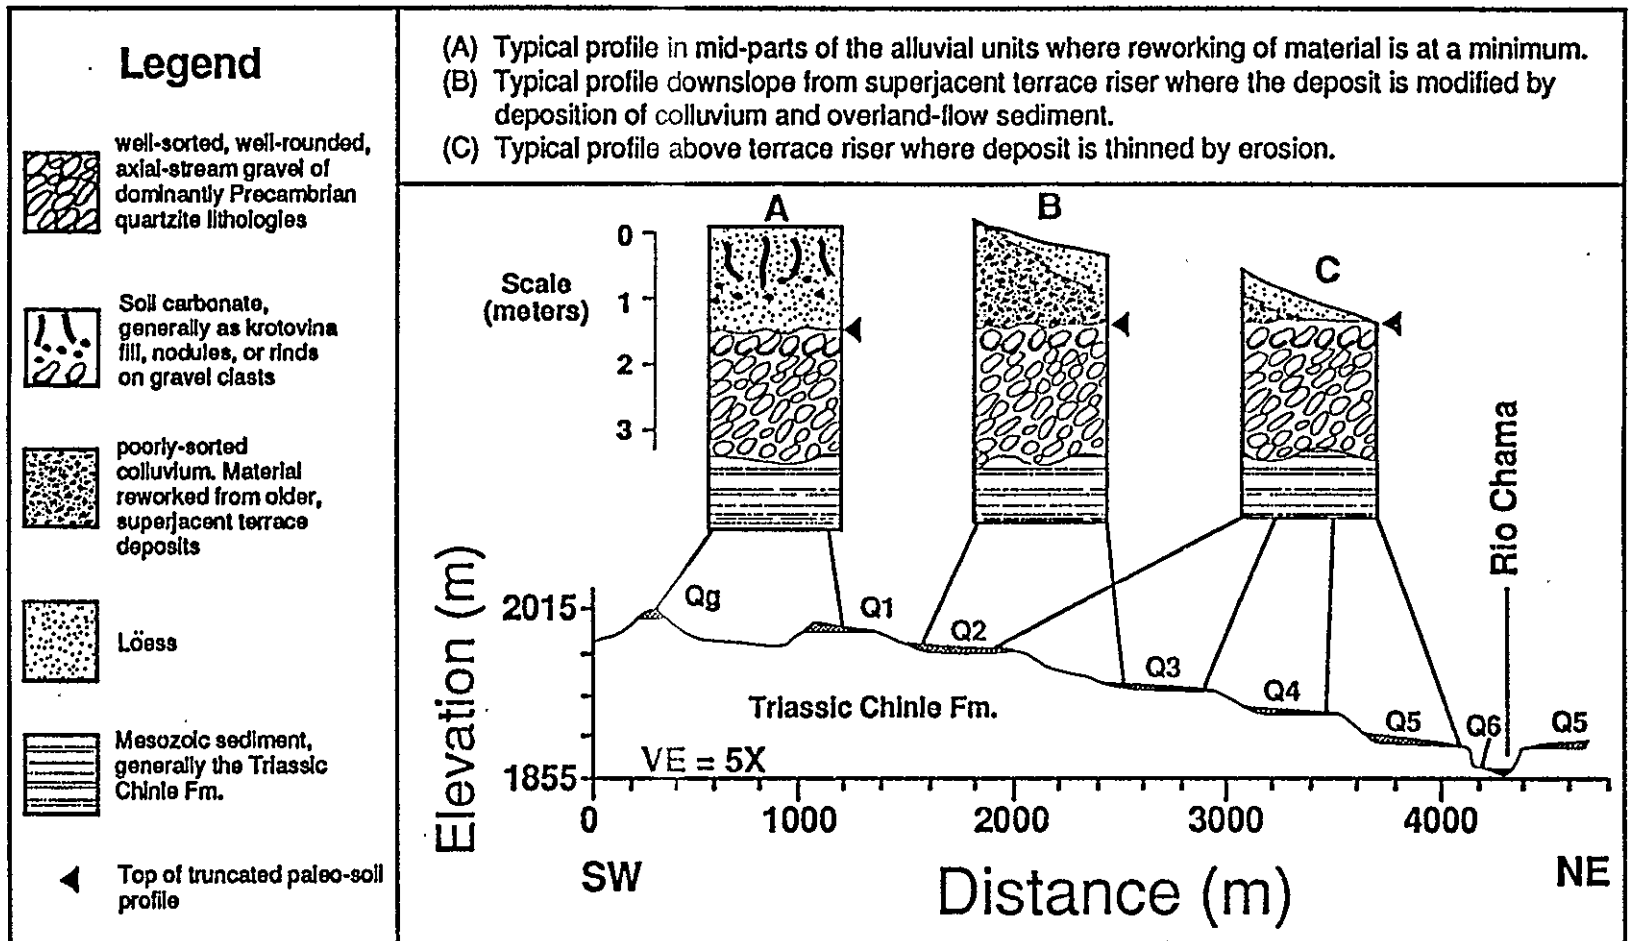 Legend
well-sorted, well-rounded,
axial-stream gravel of
dominantly Precambrian
quartzite lithologies
Soil carbonate,
generally as krotovina
fill, nodules, or rinds
on gravel clasts
poorly-sorted
colluvium. Material
reworked from older,
superjacent terrace
deposits
Löess
Mesozoic sediment,
generally the Triassic
Chinle Fm.
Top of truncated paleo-soil
profile
(A) Typical profile in mid-parts of the alluvial units where reworking of material is at a minimum.
(B) Typical profile downslope from superjacent terrace riser where the deposit is modified by
deposition of colluvium and overland-flow sediment.
(C) Typical profile above terrace riser where deposit is thinned by erosion.
A
B
C
Scale
(meters)
0
1
2
3
Rio Chama
Elevation (m)
2015
1855
Qg
Q1
Q2
Q3
Q4
Q5
Q6
Q5
Triassic Chinle Fm.
VE = 5X
0
1000
2000
3000
4000
SW
Distance (m)
NE